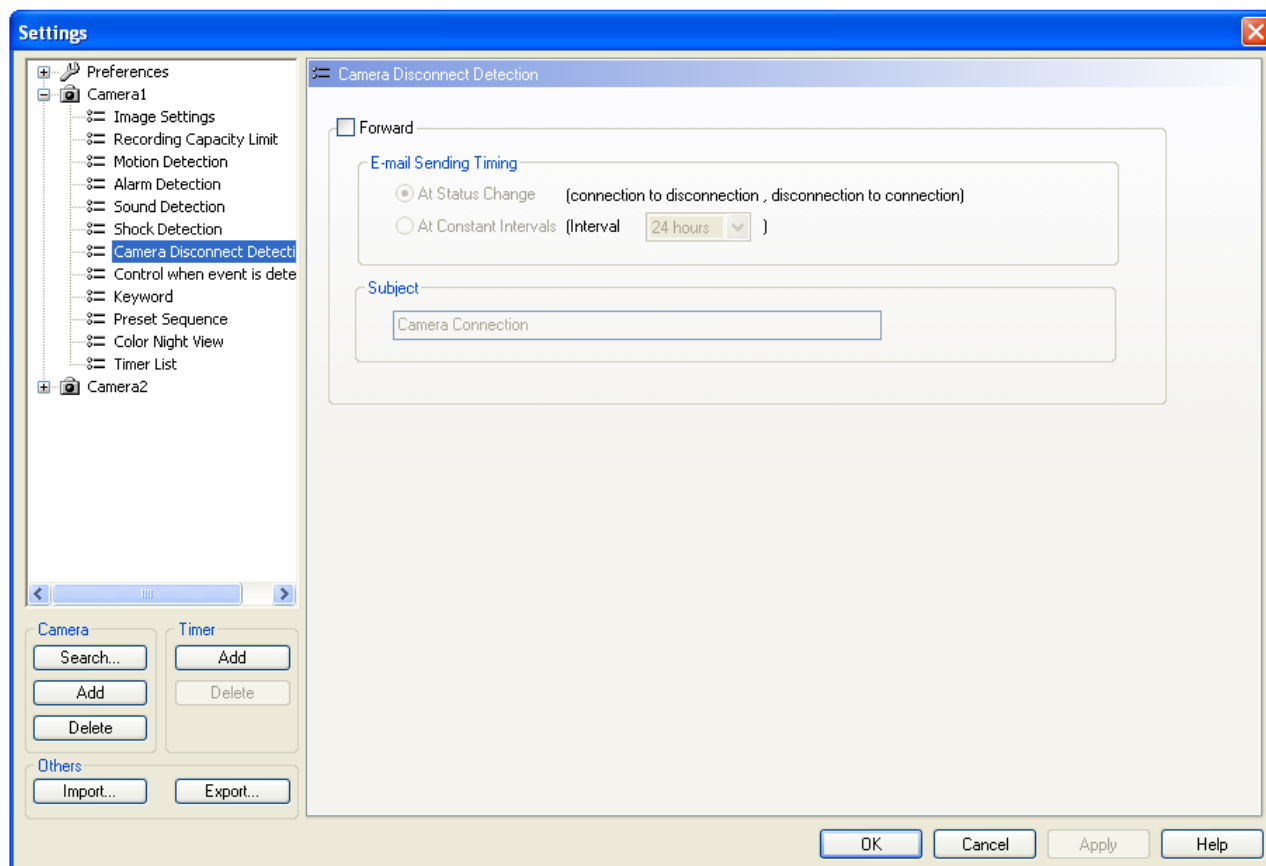 Settings
Preferences
Camera1
Image Settings
Recording Capacity Limit
Motion Detection
Alarm Detection
Sound Detection
Shock Detection
Camera Disconnect Detecti
Control when event is dete
Keyword
Preset Sequence
Color Night View
Timer List
Camera2
Camera
Search...
Add
Delete
Timer
Add
Delete
Others
Import...
Export...
Camera Disconnect Detection
Forward
E-mail Sending Timing
At Status Change (connection to disconnection , disconnection to connection)
At Constant Intervals (Interval 24 hours )
Subject
Camera Connection
OK
Cancel
Apply
Help